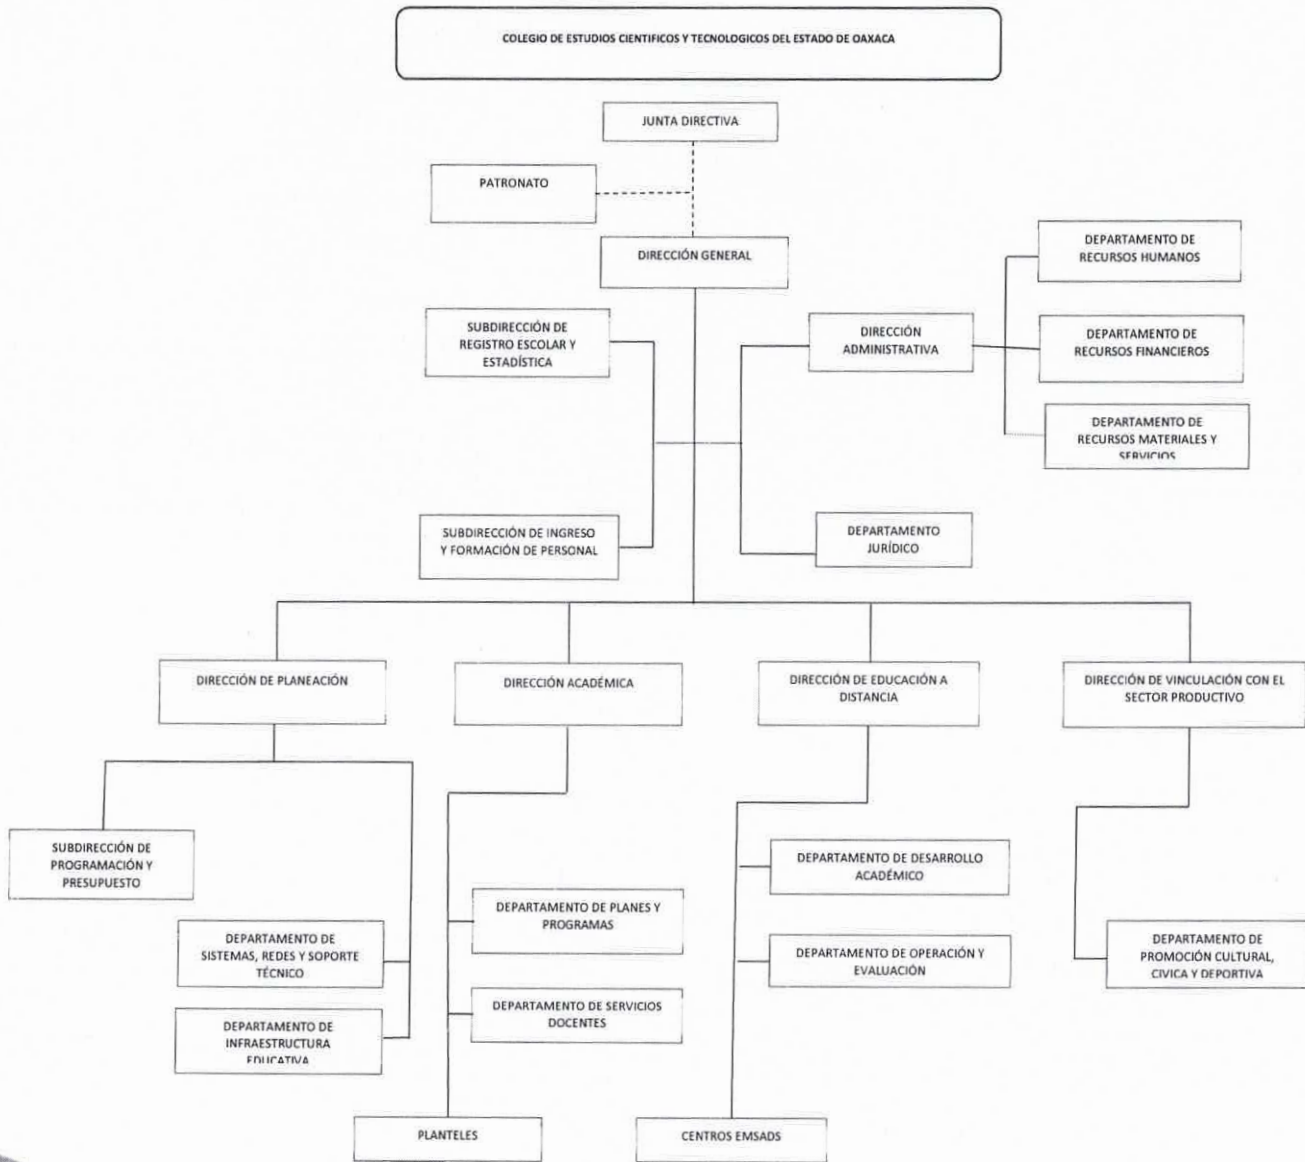 COLEGIO DE ESTUDIOS CIENTIFICOS Y TECNOLOGICOS DEL ESTADO DE OAXACA
JUNTA DIRECTIVA
PATRONATO
DIRECCIÓN GENERAL
SUBDIRECCIÓN DE
REGISTRO ESCOLAR Y
ESTADÍSTICA
DIRECCIÓN
ADMINISTRATIVA
DEPARTAMENTO DE
RECURSOS HUMANOS
DEPARTAMENTO DE
RECURSOS FINANCIEROS
DEPARTAMENTO DE
RECURSOS MATERIALES Y
SERVICIOS
SUBDIRECCIÓN DE INGRESO
Y FORMACIÓN DE PERSONAL
DEPARTAMENTO
JURÍDICO
DIRECCIÓN DE PLANEACIÓN
DIRECCIÓN ACADÉMICA
DIRECCIÓN DE EDUCACIÓN A
DISTANCIA
DIRECCIÓN DE VINCULACIÓN CON EL
SECTOR PRODUCTIVO
SUBDIRECCIÓN DE
PROGRAMACIÓN Y
PRESUPUESTO
DEPARTAMENTO DE
SISTEMAS, REDES Y SOPORTE
TÉCNICO
DEPARTAMENTO DE
INFRAESTRUCTURA
EDUCATIVA
DEPARTAMENTO DE PLANES Y
PROGRAMAS
DEPARTAMENTO DE SERVICIOS
DOCENTES
DEPARTAMENTO DE DESARROLLO
ACADÉMICO
DEPARTAMENTO DE OPERACIÓN Y
EVALUACIÓN
DEPARTAMENTO DE
PROMOCIÓN CULTURAL,
CIVICA Y DEPORTIVA
PLANTELES
CENTROS EMSADS